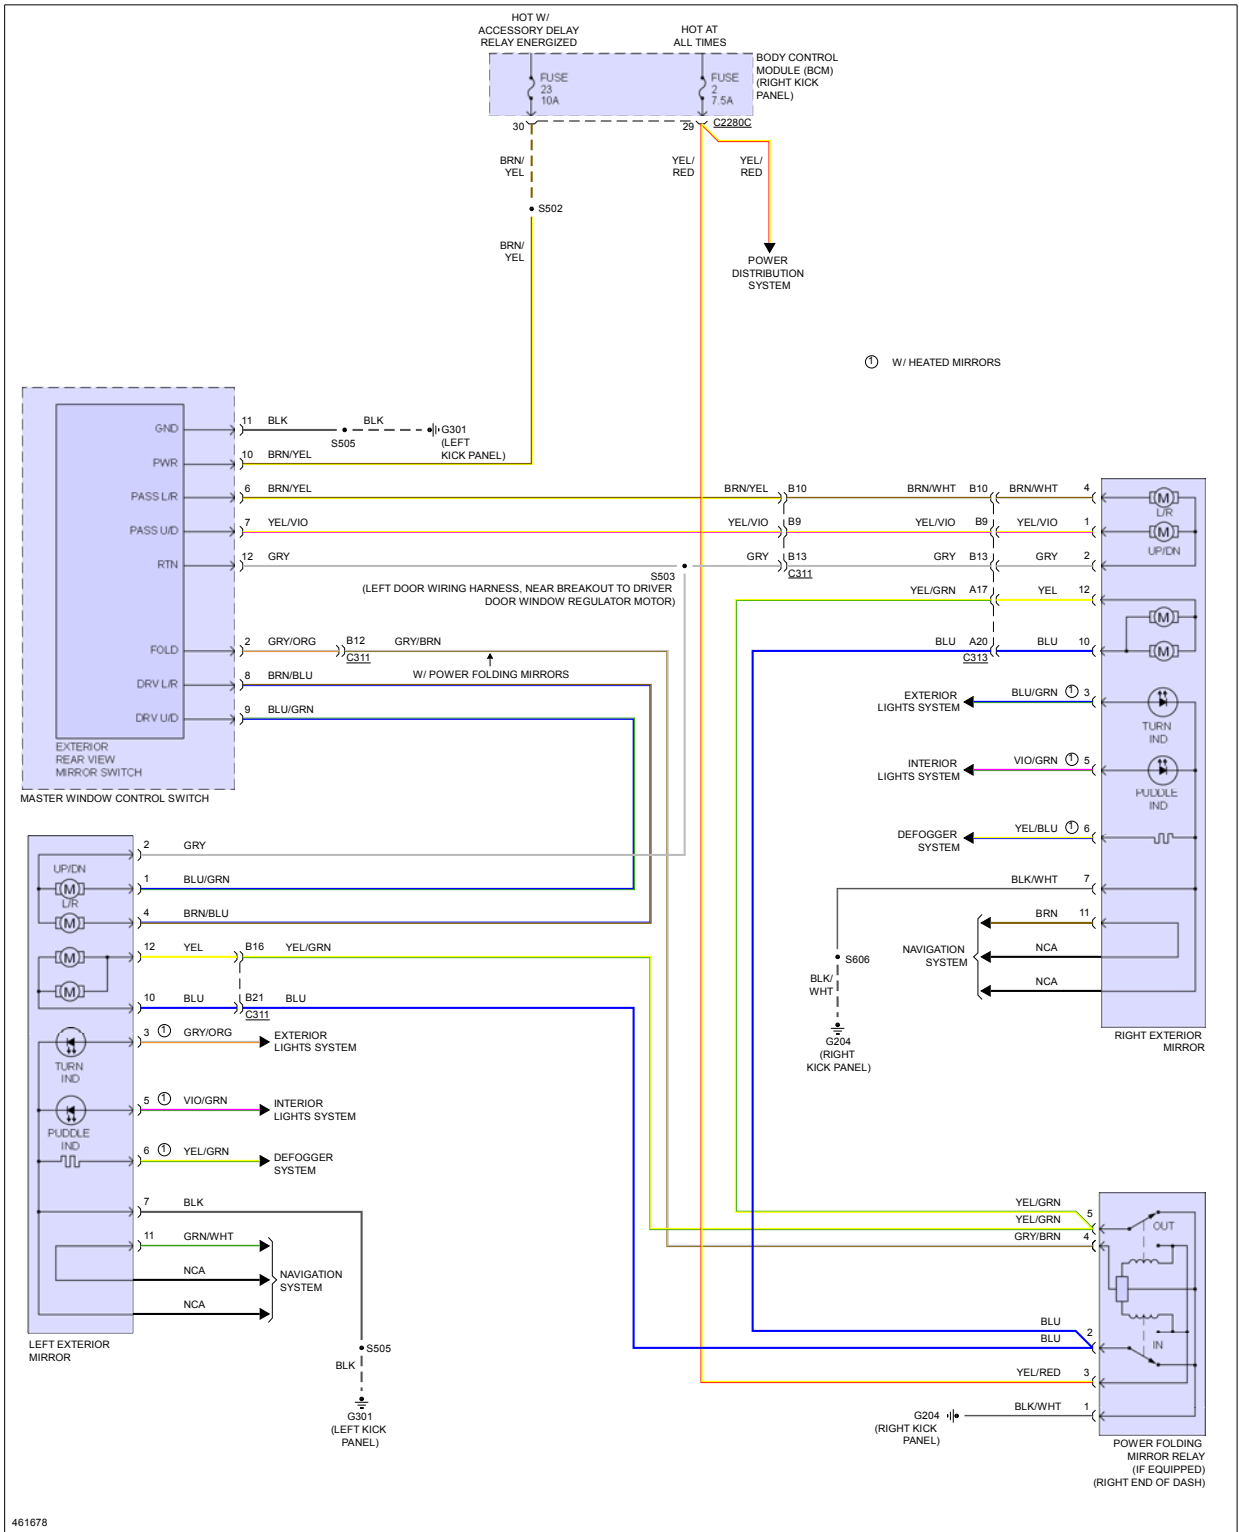 HOT W/
ACCESSORY DELAY
RELAY ENERGIZED
HOT AT
ALL TIMES
FUSE
23
10A
FUSE
2
7.5A
BODY CONTROL
MODULE (BCM)
(RIGHT KICK
PANEL)
30
29
C2280C
BRN/
YEL
YEL/
RED
YEL/
RED
S502
BRN/
YEL
POWER
DISTRIBUTION
SYSTEM
1 W/ HEATED MIRRORS
GND
11
BLK
S505
BLK
G301
(LEFT
KICK PANEL)
PWR
10
BRN/YEL
PASS L/R
6
BRN/YEL
BRN/YEL
B10
BRN/WHT
B10
BRN/WHT
4
L/R
PASS U/D
7
YEL/VIO
YEL/VIO
B9
YEL/VIO
B9
YEL/VIO
1
UP/DN
RTN
12
GRY
GRY
B13
GRY
B13
GRY
2
S503
C311
(LEFT DOOR WIRING HARNESS, NEAR BREAKOUT TO DRIVER
DOOR WINDOW REGULATOR MOTOR)
YEL/GRN
A17
YEL
12
FOLD
2
GRY/ORG
B12
C311
GRY/BRN
W/ POWER FOLDING MIRRORS
BLU
A20
C313
BLU
10
DRV L/R
8
BRN/BLU
DRV U/D
9
BLU/GRN
EXTERIOR
REAR VIEW
MIRROR SWITCH
MASTER WINDOW CONTROL SWITCH
EXTERIOR
LIGHTS SYSTEM
BLU/GRN
1
3
TURN
IND
INTERIOR
LIGHTS SYSTEM
VIO/GRN
1
5
PUDDLE
IND
DEFOGGER
SYSTEM
YEL/BLU
1
6
BLK/WHT
7
BRN
11
NAVIGATION
SYSTEM
NCA
NCA
S606
BLK/
WHT
G204
(RIGHT
KICK PANEL)
RIGHT EXTERIOR
MIRROR
2
GRY
UP/DN
M
1
BLU/GRN
L/R
M
4
BRN/BLU
M
12
YEL
B16
YEL/GRN
M
10
BLU
B21
C311
BLU
3
1
GRY/ORG
EXTERIOR
LIGHTS SYSTEM
TURN
IND
5
1
VIO/GRN
INTERIOR
LIGHTS SYSTEM
PUDDLE
IND
6
1
YEL/GRN
DEFOGGER
SYSTEM
7
BLK
11
GRN/WHT
NCA
NCA
NAVIGATION
SYSTEM
LEFT EXTERIOR
MIRROR
S505
BLK
G301
(LEFT KICK
PANEL)
M
M
M
M
YEL/GRN
YEL/GRN
5
GRY/BRN
4
OUT
BLU
BLU
2
IN
YEL/RED
3
G204
(RIGHT KICK
PANEL)
BLK/WHT
1
POWER FOLDING
MIRROR RELAY
(IF EQUIPPED)
(RIGHT END OF DASH)
461678